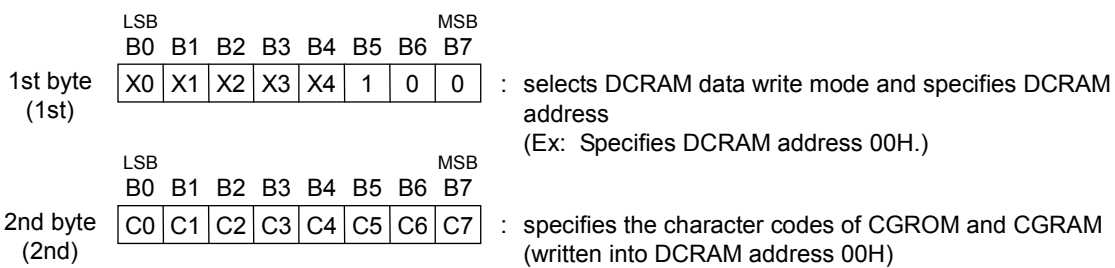 LSB MSB
B0 B1 B2 B3 B4 B5 B6 B7
1st byte X0 X1 X2 X3 X4 1 0 0 : selects DCRAM data write mode and specifies DCRAM
(1st) address
(Ex: Specifies DCRAM address 00H.)
LSB MSB
B0 B1 B2 B3 B4 B5 B6 B7
2nd byte C0 C1 C2 C3 C4 C5 C6 C7 : specifies the character codes of CGROM and CGRAM
(2nd) (written into DCRAM address 00H)